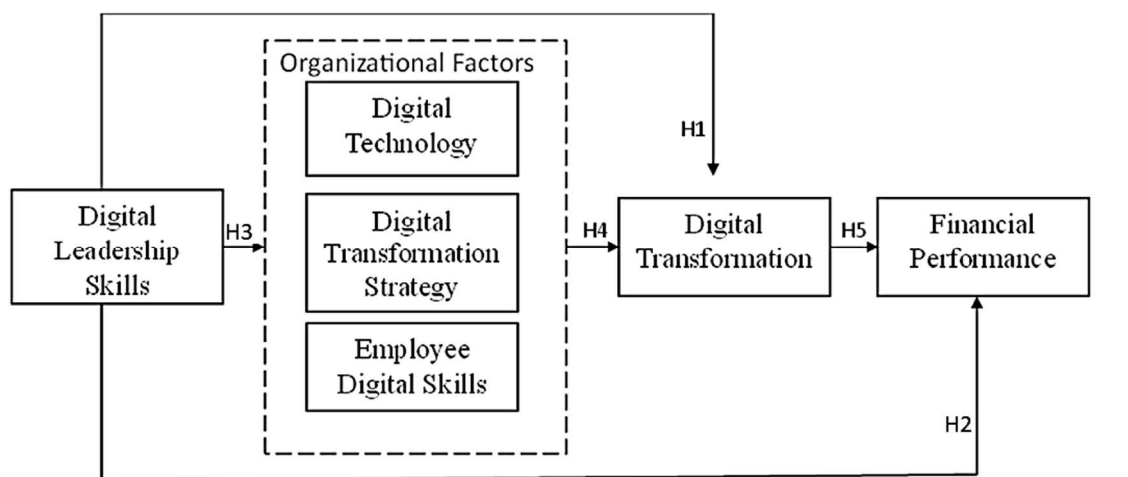 Organizational Factors
Digital
Technology
H1
Digital
Leadership
Skills
H3
Digital
Transformation
Strategy
H4
Digital
Transformation
H5
Financial
Performance
Employee
Digital Skills
H2